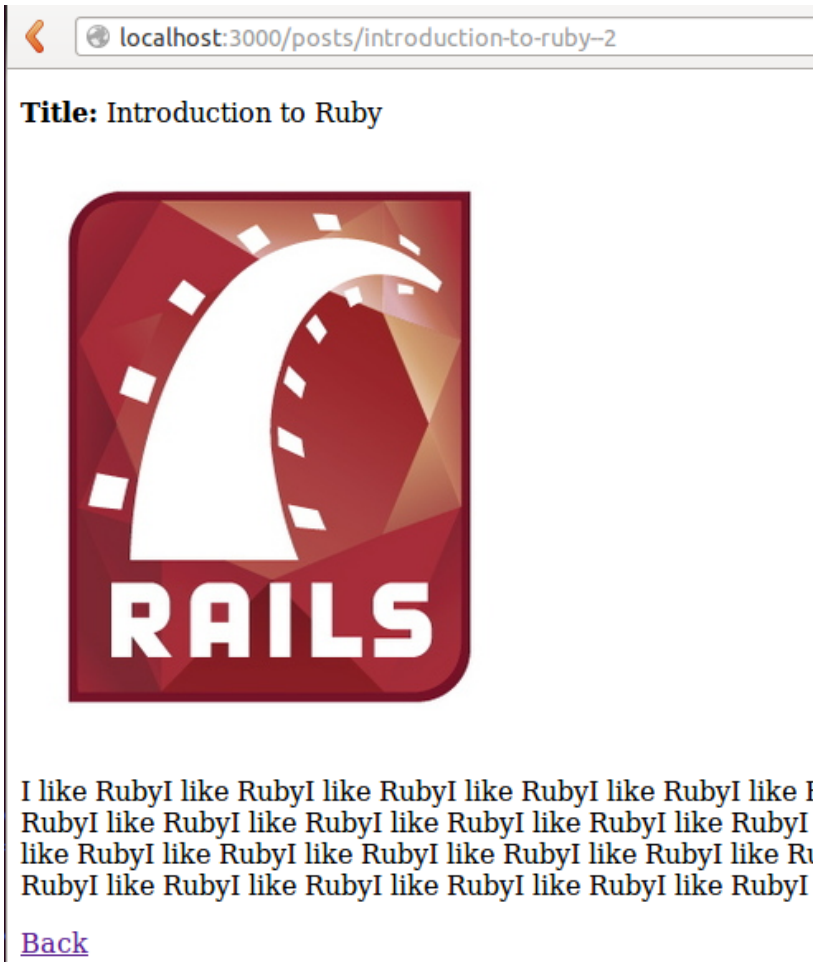 localhost:3000/posts/introduction-to-ruby--2
Title: Introduction to Ruby
RAILS
I like RubyI like RubyI like RubyI like RubyI like RubyI like
RubyI like RubyI like RubyI like RubyI like RubyI like RubyI
like RubyI like RubyI like RubyI like RubyI like RubyI like
RubyI like RubyI like RubyI like RubyI like RubyI like RubyI
Back